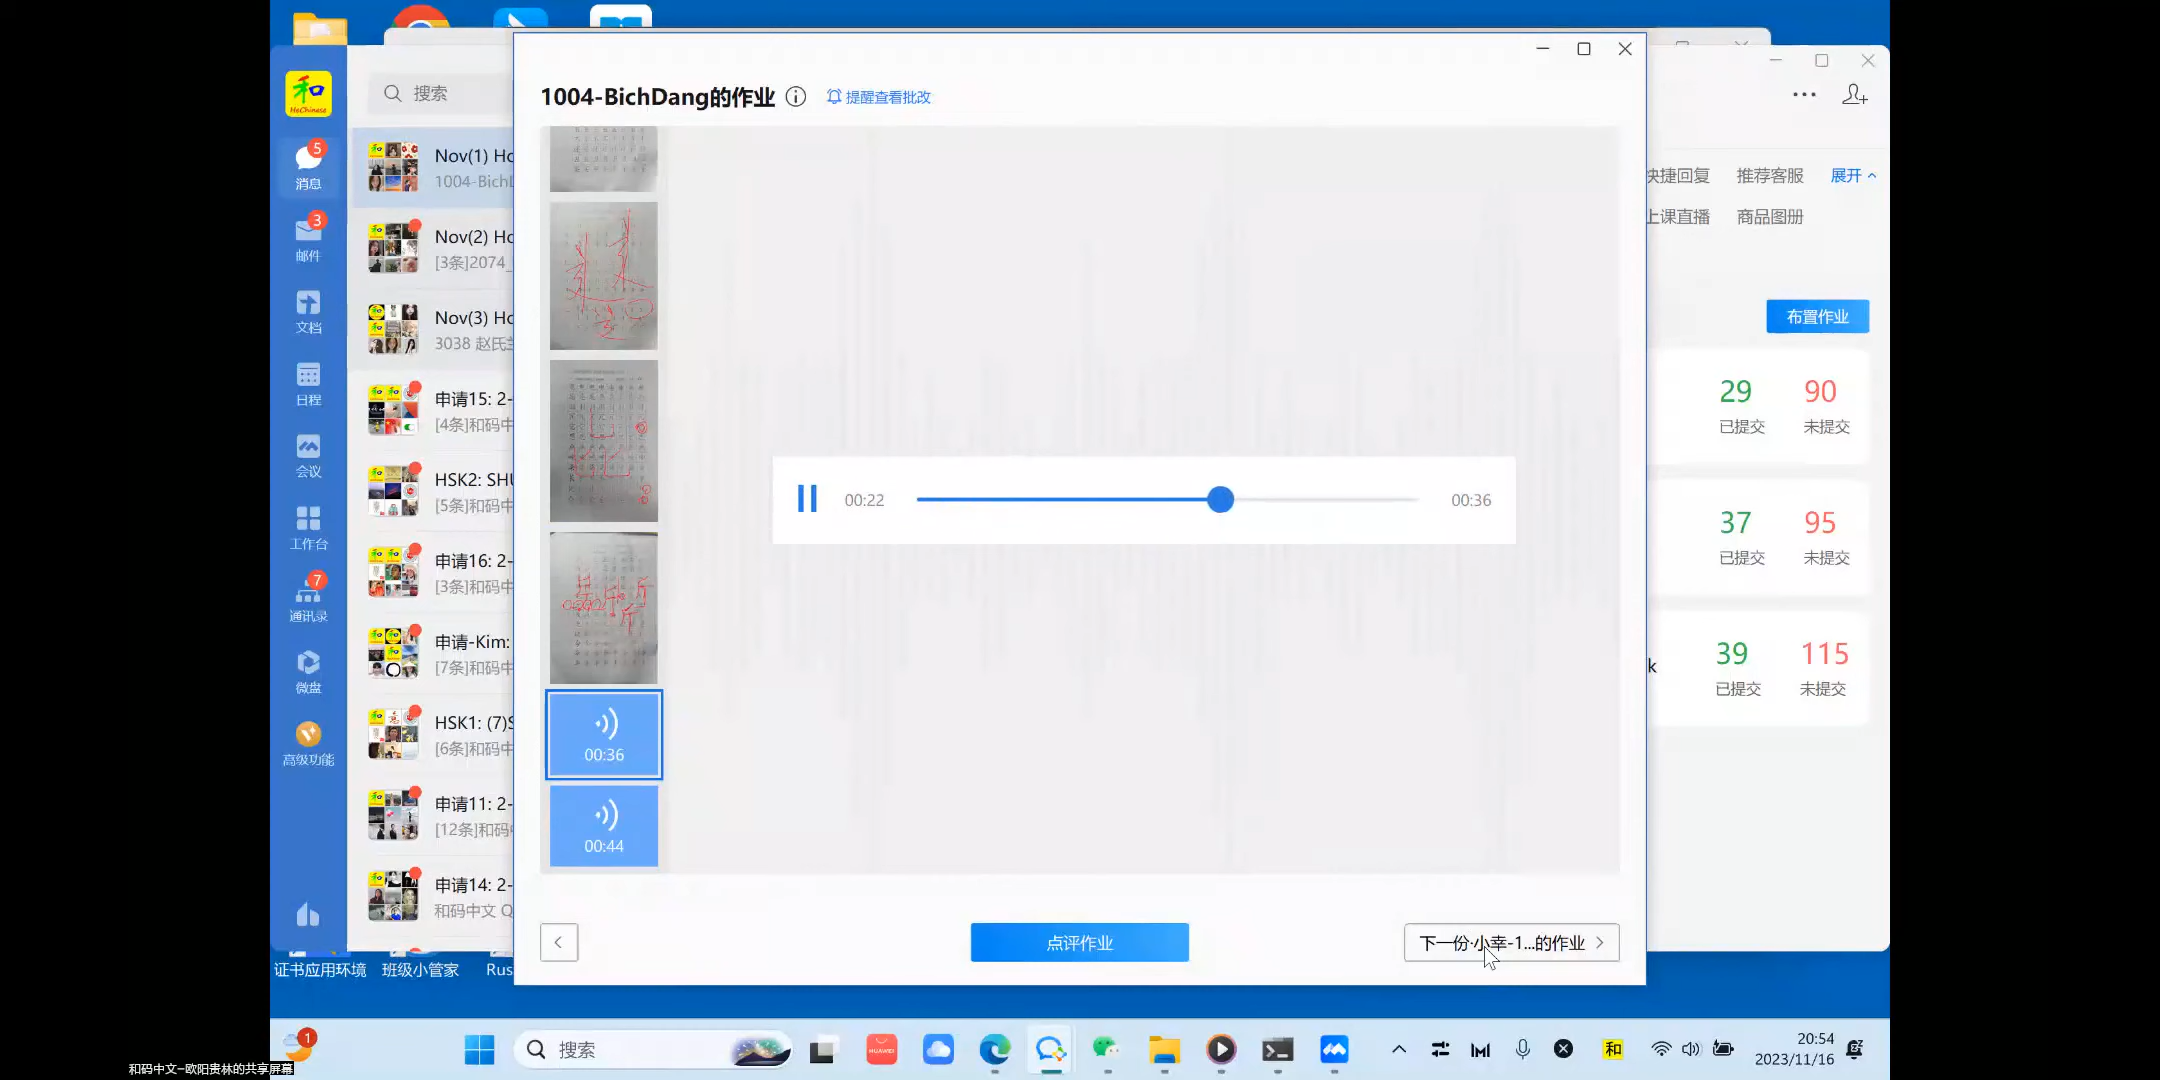 和
HeChinese
搜索
5
消息
3
邮件
文档
日程
会议
工作台
7
通讯录
微盘
高级功能
Nov(1) Ho
1004-BichD
Nov(2) Ho
[3条]2074_
Nov(3) Ho
3038 赵氏
申请15: 2-
[4条]和码中
HSK2: SHU
[5条]和码中
申请16: 2-
[3条]和码中
申请-Kim:
[7条]和码中
HSK1: (7)S
[6条]和码中
申请11: 2-
[12条]和码
申请14: 2-
和码中文 Q
1004-BichDang的作业
提醒查看批改
00:22
00:36
00:36
00:44
点评作业
下一份·小幸-1...的作业
快捷回复
推荐客服
展开
上课直播
商品图册
布置作业
29
90
已提交
未提交
37
95
已提交
未提交
k
39
115
已提交
未提交
证书应用环境
班级小管家
Rus
1
搜索
HUAWEI
和
20:54
2023/11/16
和码中文-欧阳贵林的共享屏幕